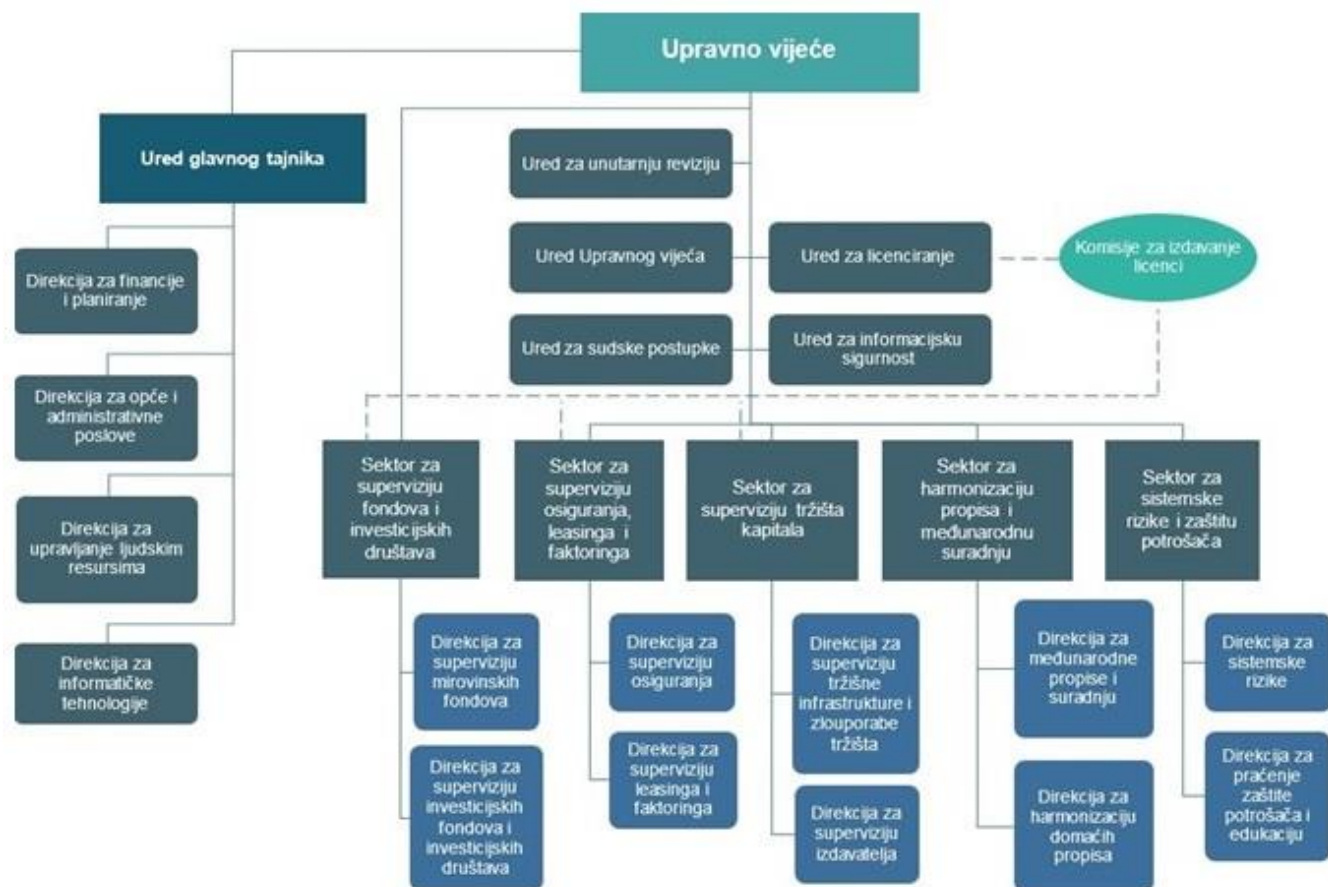 Upravno vijeće
Ured glavnog tajnika
Direkcija za financije
i planiranje
Direkcija za opće i
administrativne
poslove
Direkcija za
upravljanje ljudskim
resursima
Direkcija za
informatičke
tehnologije
Ured za unutarnju reviziju
Ured Upravnog vijeća
Ured za licenciranje
Komisije za izdavanje
licenci
Ured za sudske postupke
Ured za informacijsku
sigurnost
Sektor za
superviziju
fondova i
investicijskih
društava
Sektor za
superviziju
osiguranja,
leasinga i
faktoringa
Sektor za
superviziju tržišta
kapitala
Sektor za
harmonizaciju
propisa i
međunarodnu
suradnju
Sektor za
sistemske
rizike i zaštitu
potrošača
Direkcija za
superviziju
mirovinskih
fondova
Direkcija za
superviziju
investicijskih
fondova i
investicijskih
društava
Direkcija za
superviziju
osiguranja
Direkcija za
superviziju
leasinga i
faktoringa
Direkcija za
superviziju
tržišne
infrastrukture i
zlouporabe
tržišta
Direkcija za
superviziju
izdavatelja
Direkcija za
međunarodne
propise i
suradnju
Direkcija za
harmonizaciju
domaćih
propisa
Direkcija za
sistemske
rizike
Direkcija za
praćenje
zaštite
potrošača i
edukaciju